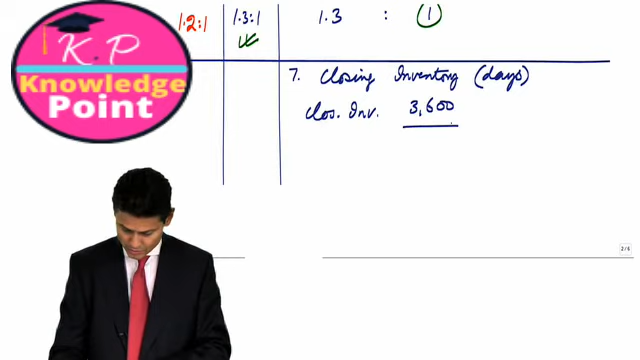 1.2:1
1.3:1
1.3 : 1
K.P
Knowledge
Point
7. Closing Inventory (days)
Clos. Inv. 3,600
2/6